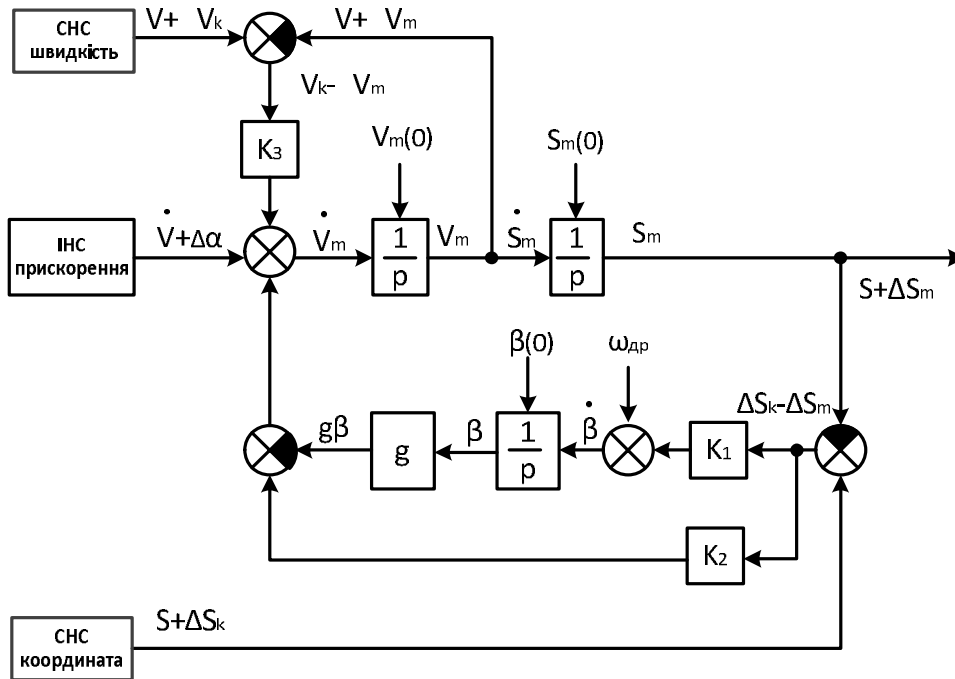 СНС
швидкість
V+ Vk
V+ Vm
Vk- Vm
K3
Vm(0)
Sm(0)
ІНС
прискорення
V̇+Δα
V̇m
1
p
Vm
Ṡm
1
p
Sm
S+ΔSm
β(0)
ωдр
ΔSk-ΔSm
gβ
g
β
1
p
β̇
K1
K2
СНС
координата
S+ΔSk